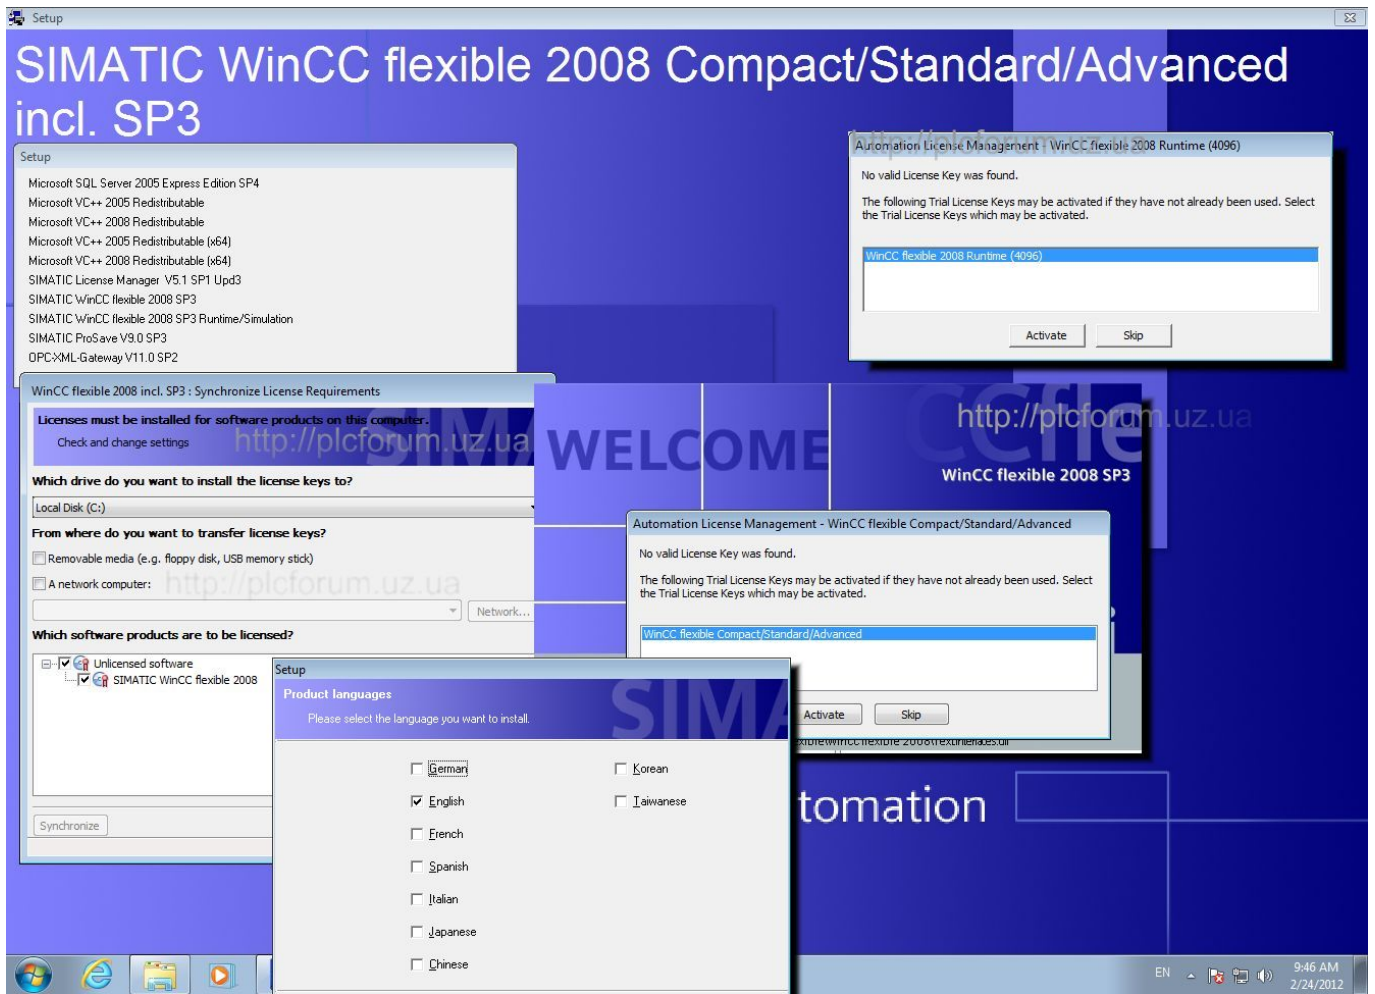 Setup
SIMATIC WinCC flexible 2008 Compact/Standard/Advanced
incl. SP3
Setup
Microsoft SQL Server 2005 Express Edition SP4
Microsoft VC++ 2005 Redistributable
Microsoft VC++ 2008 Redistributable
Microsoft VC++ 2005 Redistributable (x64)
Microsoft VC++ 2008 Redistributable (x64)
SIMATIC License Manager V5.1 SP1 Upd3
SIMATIC WinCC flexible 2008 SP3
SIMATIC WinCC flexible 2008 SP3 Runtime/Simulation
SIMATIC ProSave V9.0 SP3
OPC-XML-Gateway V11.0 SP2
http://plcforum.uz.ua
Automation License Management - WinCC flexible 2008 Runtime (4096)
No valid License Key was found.
The following Trial License Keys may be activated if they have not already been used. Select
the Trial License Keys which may be activated.
WinCC flexible 2008 Runtime (4096)
Activate
Skip
WinCC flexible 2008 incl. SP3 : Synchronize License Requirements
Licenses must be installed for software products on this computer.
Check and change settings
http://plcforum.uz.ua
SIMA
Which drive do you want to install the license keys to?
Local Disk (C:)
From where do you want to transfer license keys?
Removable media (e.g. floppy disk, USB memory stick)
A network computer:
http://plcforum.uz.ua
Network...
Which software products are to be licensed?
Unlicensed software
SIMATIC WinCC flexible 2008
Synchronize
WELCOME
CCfle
http://plcforum.uz.ua
WinCC flexible 2008 SP3
Automation License Management - WinCC flexible Compact/Standard/Advanced
No valid License Key was found.
The following Trial License Keys may be activated if they have not already been used. Select
the Trial License Keys which may be activated.
WinCC flexible Compact/Standard/Advanced
Activate
Skip
Setup
Product languages
Please select the language you want to install.
SIMA
German
English
French
Spanish
Italian
Japanese
Chinese
Korean
Taiwanese
tomation
EN
9:46 AM
2/24/2012